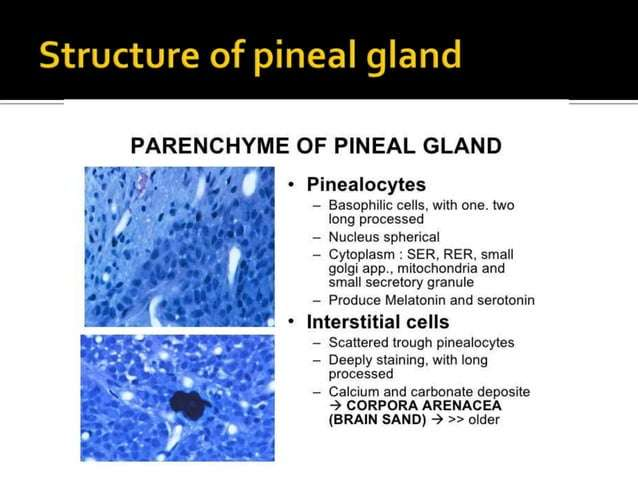 Structure of pineal gland
PARENCHYME OF PINEAL GLAND
• Pinealocytes
– Basophilic cells, with one. two
long processed
– Nucleus spherical
– Cytoplasm : SER, RER, small
golgi app., mitochondria and
small secretory granule
– Produce Melatonin and serotonin
• Interstitial cells
– Scattered trough pinealocytes
– Deeply staining, with long
processed
– Calcium and carbonate deposite
→ CORPORA ARENACEA
(BRAIN SAND) → >> older